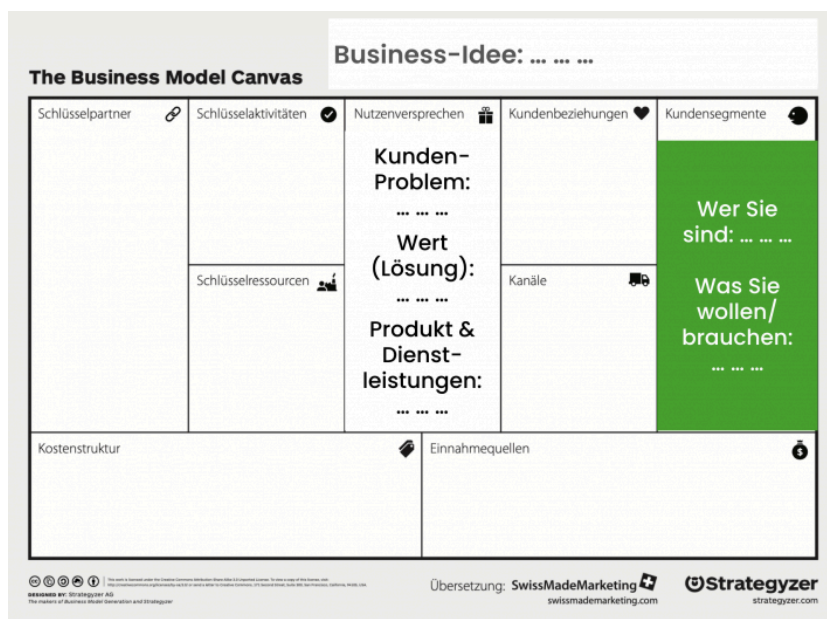 Business-Idee: ... ... ...
The Business Model Canvas
Schlüsselpartner
Schlüsselaktivitäten
Nutzenversprechen
Kundenbeziehungen
Kundensegmente
Kunden-
Problem:
... ... ...
Wert
(Lösung):
... ... ...
Produkt &
Dienst-
leistungen:
... ... ...
Wer Sie
sind: ... ... ...
Was Sie
wollen/
brauchen:
... ... ...
Schlüsselressourcen
Kanäle
Kostenstruktur
Einnahmequellen
DESIGNED BY: Strategyzer AG
The makers of Business Model Generation and Strategyzer
Übersetzung: SwissMadeMarketing
swissmademarketing.com
Strategyzer
strategyzer.com